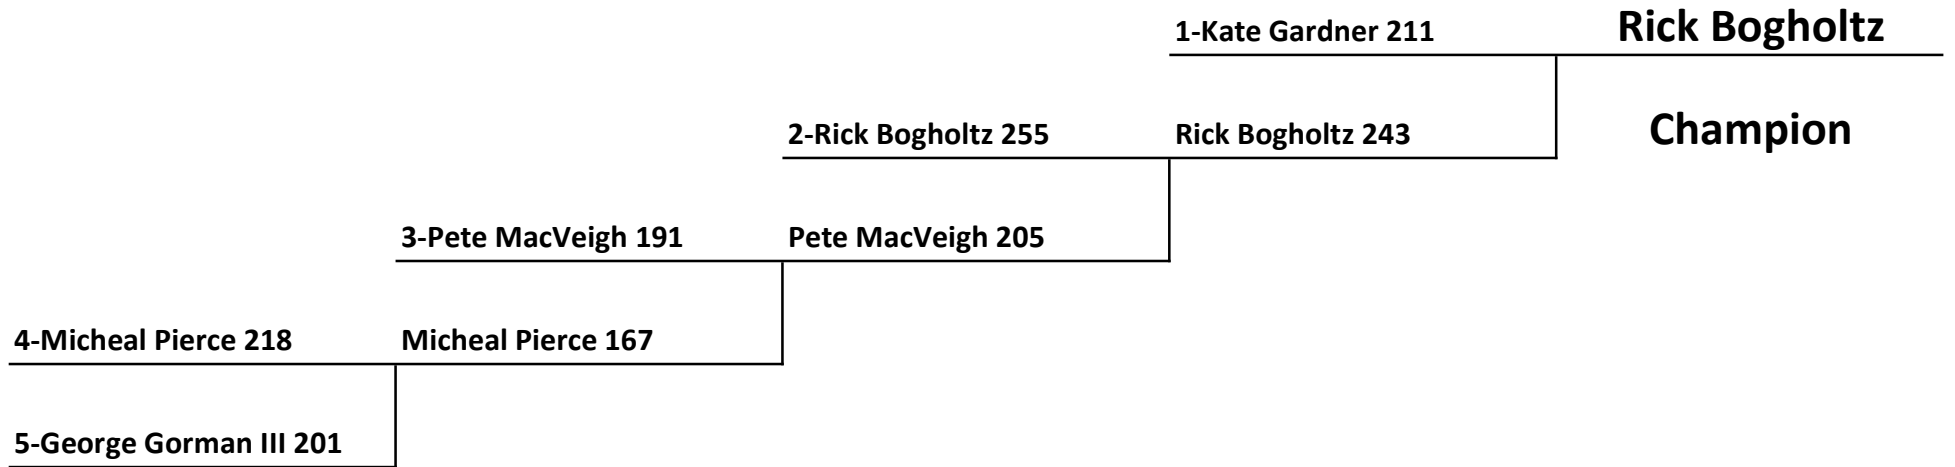 1-Kate Gardner 211
Rick Bogholtz
2-Rick Bogholtz 255
Rick Bogholtz 243
Champion
3-Pete MacVeigh 191
Pete MacVeigh 205
4-Micheal Pierce 218
Micheal Pierce 167
5-George Gorman III 201